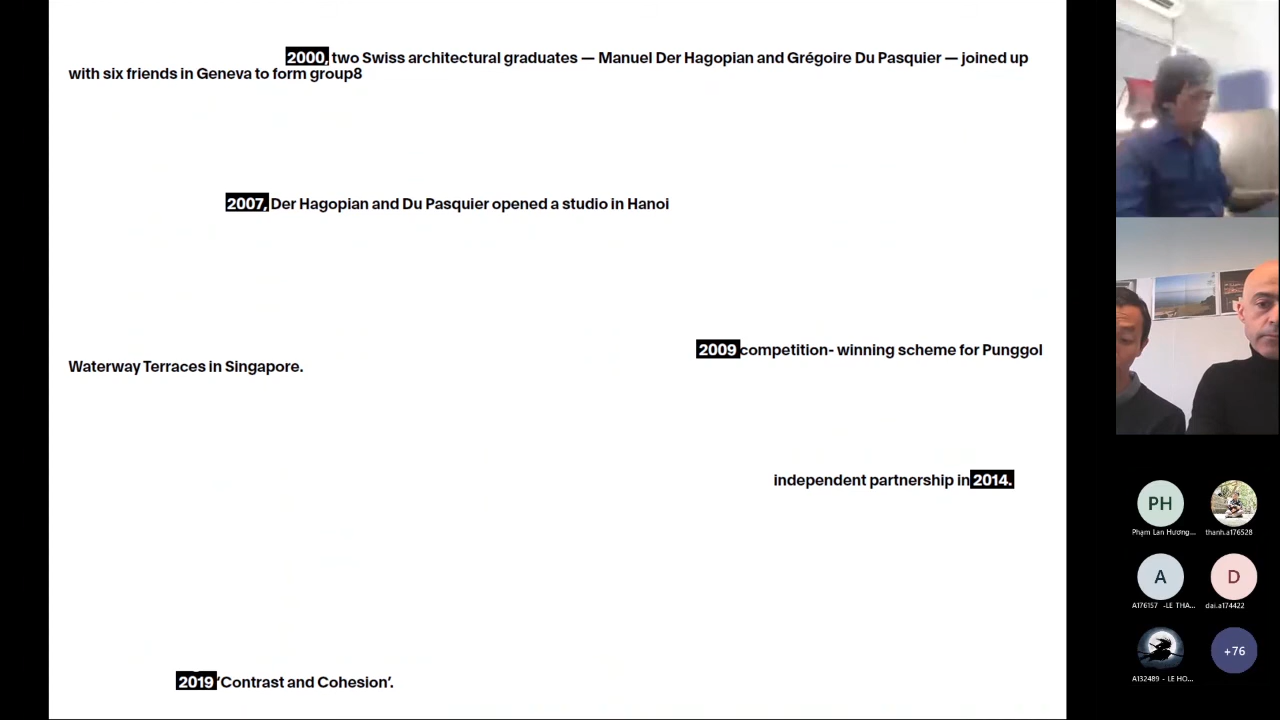 2000, two Swiss architectural graduates — Manuel Der Hagopian and Grégoire Du Pasquier — joined up
with six friends in Geneva to form group8
2007, Der Hagopian and Du Pasquier opened a studio in Hanoi
2009 competition- winning scheme for Punggol
Waterway Terraces in Singapore.
independent partnership in 2014.
2019 ‘Contrast and Cohesion’.
PH
Phạm Lan Hương...
thanh.a176528
A
A176157 -LE THA...
D
dai.a174422
A132489 - LE HO...
+76